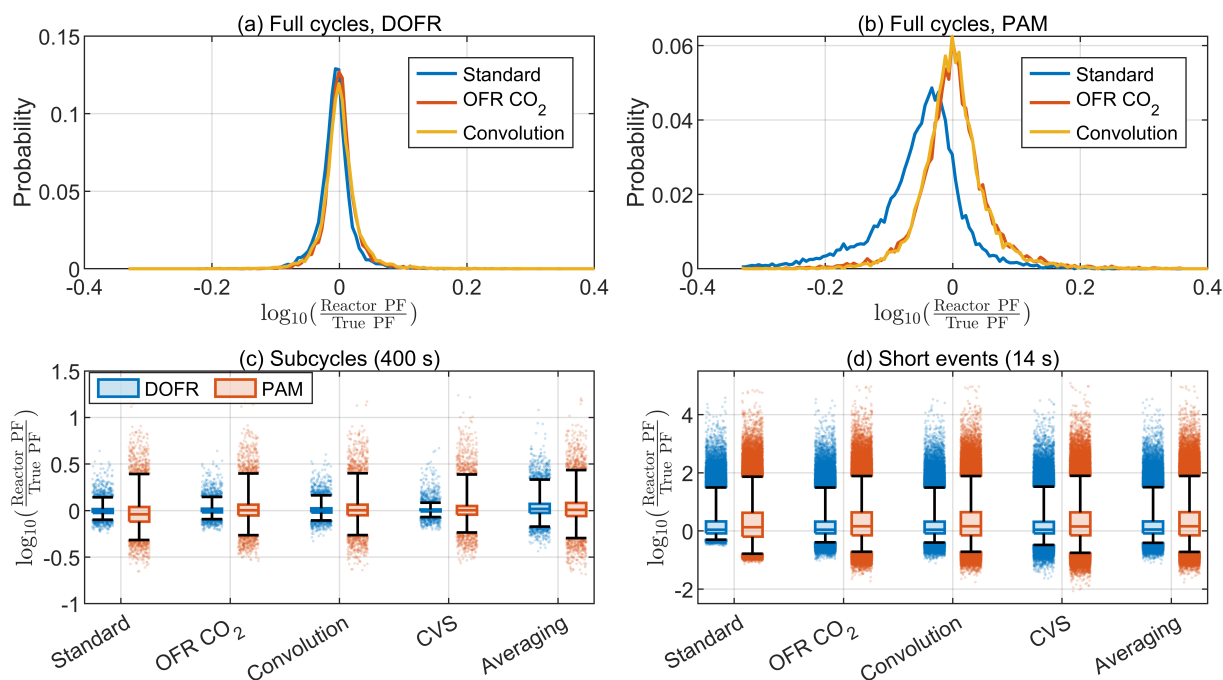 (a) Full cycles, DOFR
0.15
0.1
0.05
0
Probability
-0.4
-0.2
0
0.2
0.4
log₁₀(Reactor PF / True PF)
Standard
OFR CO₂
Convolution
(b) Full cycles, PAM
0.06
0.04
0.02
0
Probability
-0.4
-0.2
0
0.2
0.4
log₁₀(Reactor PF / True PF)
Standard
OFR CO₂
Convolution
(c) Subcycles (400 s)
DOFR
PAM
1.5
1
0.5
0
-0.5
-1
log₁₀(Reactor PF / True PF)
Standard
OFR CO₂
Convolution
CVS
Averaging
(d) Short events (14 s)
4
2
0
-2
log₁₀(Reactor PF / True PF)
Standard
OFR CO₂
Convolution
CVS
Averaging